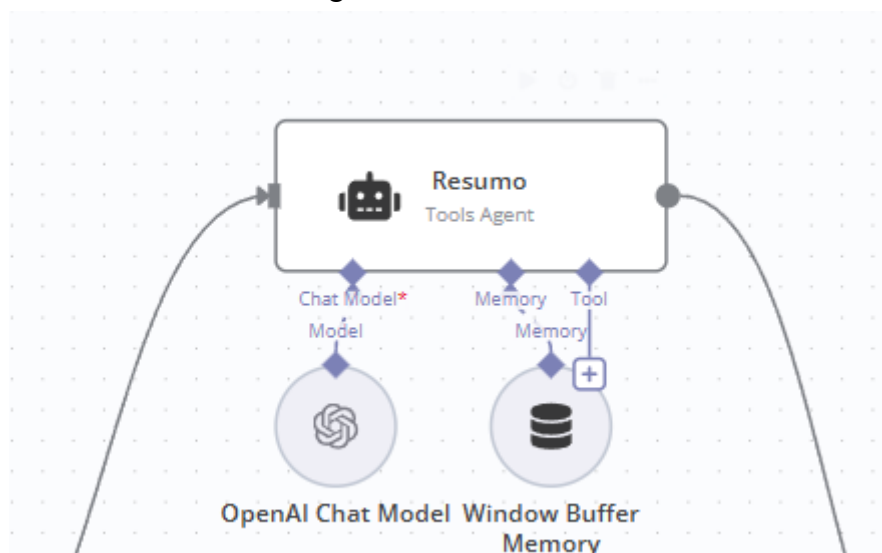 Resumo
Tools Agent
Chat Model*
Memory
Tool
Model
Memory
OpenAI Chat Model
Window Buffer
Memory